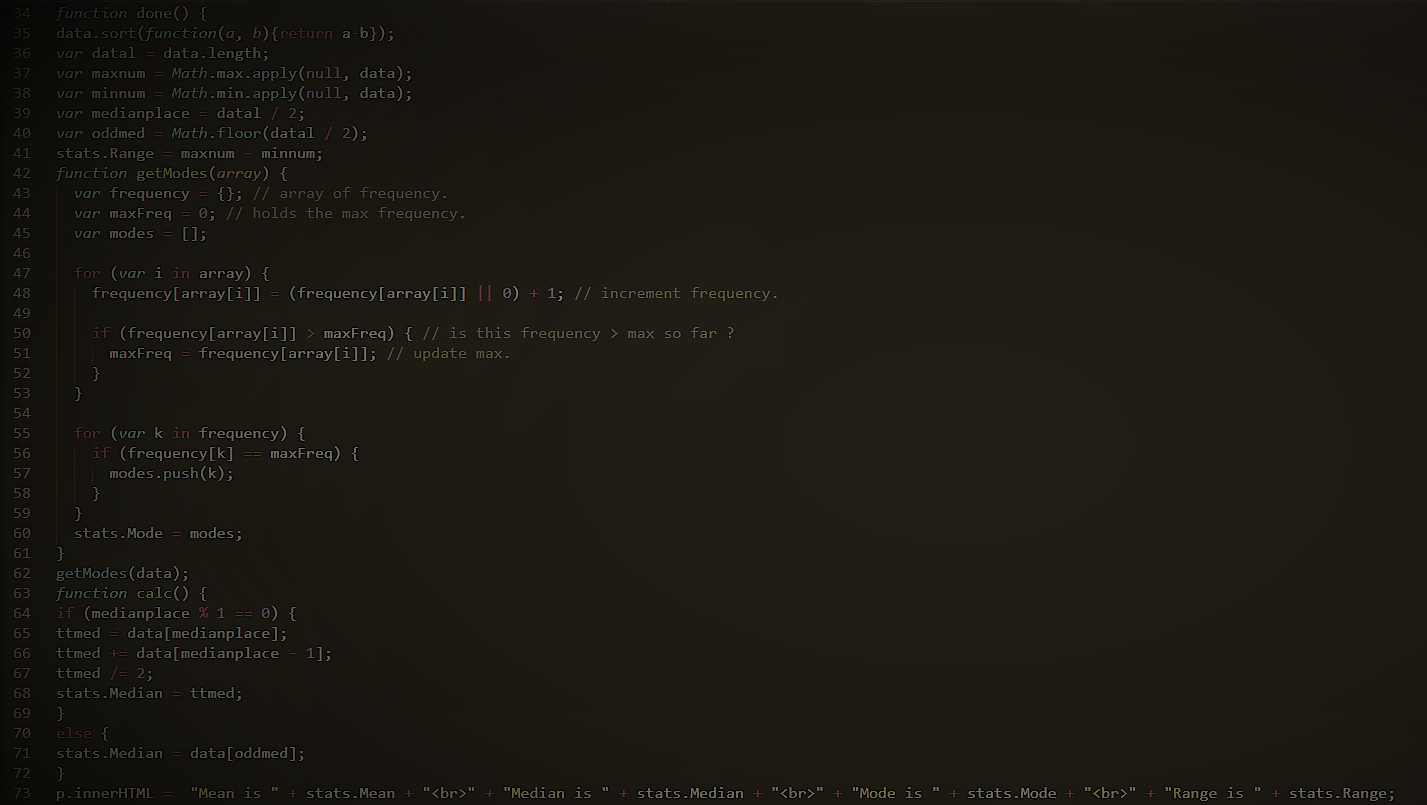 34 function done() {
35 data.sort(function(a, b){return a-b});
36 var datal = data.length;
37 var maxnum = Math.max.apply(null, data);
38 var minnum = Math.min.apply(null, data);
39 var medianplace = datal / 2;
40 var oddmed = Math.floor(datal / 2);
41 stats.Range = maxnum - minnum;
42 function getModes(array) {
43 var frequency = {}; // array of frequency.
44 var maxFreq = 0; // holds the max frequency.
45 var modes = [];
46
47 for (var i in array) {
48 frequency[array[i]] = (frequency[array[i]] || 0) + 1; // increment frequency.
49
50 if (frequency[array[i]] > maxFreq) { // is this frequency > max so far ?
51 maxFreq = frequency[array[i]]; // update max.
52 }
53 }
54
55 for (var k in frequency) {
56 if (frequency[k] == maxFreq) {
57 modes.push(k);
58 }
59 }
60 stats.Mode = modes;
61 }
62 getModes(data);
63 function calc() {
64 if (medianplace % 1 == 0) {
65 ttmed = data[medianplace];
66 ttmed += data[medianplace - 1];
67 ttmed /= 2;
68 stats.Median = ttmed;
69 }
70 else {
71 stats.Median = data[oddmed];
72 }
73 p.innerHTML = "Mean is " + stats.Mean + "<br>" + "Median is " + stats.Median + "<br>" + "Mode is " + stats.Mode + "<br>" + "Range is " + stats.Range;